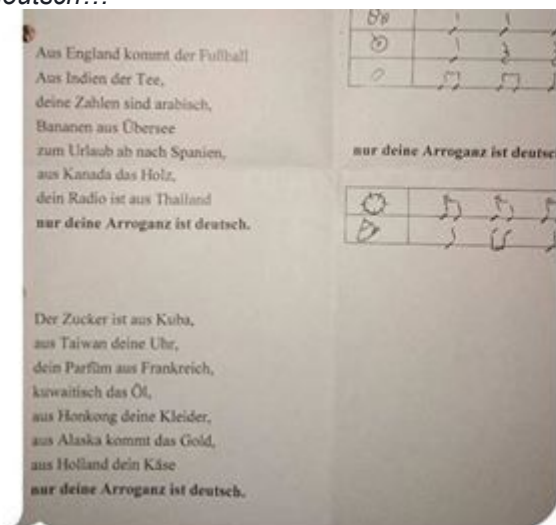 deutsch…
Aus England kommt der Fußball
Aus Indien der Tee,
deine Zahlen sind arabisch,
Bananen aus Übersee
zum Urlaub ab nach Spanien,
aus Kanada das Holz,
dein Radio ist aus Thailand
nur deine Arroganz ist deutsch.
nur deine Arroganz ist deutsc
Der Zucker ist aus Kuba,
aus Taiwan deine Uhr,
dein Parfüm aus Frankreich,
kuwaitisch das Öl,
aus Honkong deine Kleider,
aus Alaska kommt das Gold,
aus Holland dein Käse
nur deine Arroganz ist deutsch.